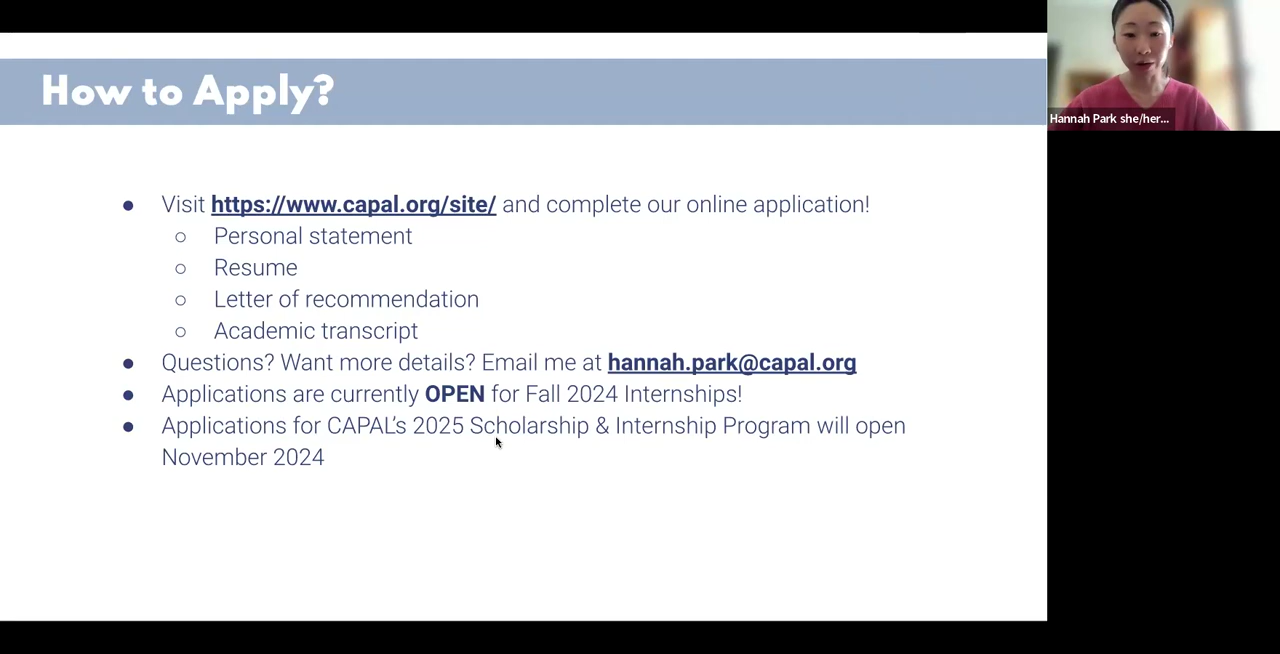 How to Apply?
Hannah Park she/her...
● Visit https://www.capal.org/site/ and complete our online application!
○ Personal statement
○ Resume
○ Letter of recommendation
○ Academic transcript
● Questions? Want more details? Email me at hannah.park@capal.org
● Applications are currently OPEN for Fall 2024 Internships!
● Applications for CAPAL’s 2025 Scholarship & Internship Program will open
November 2024